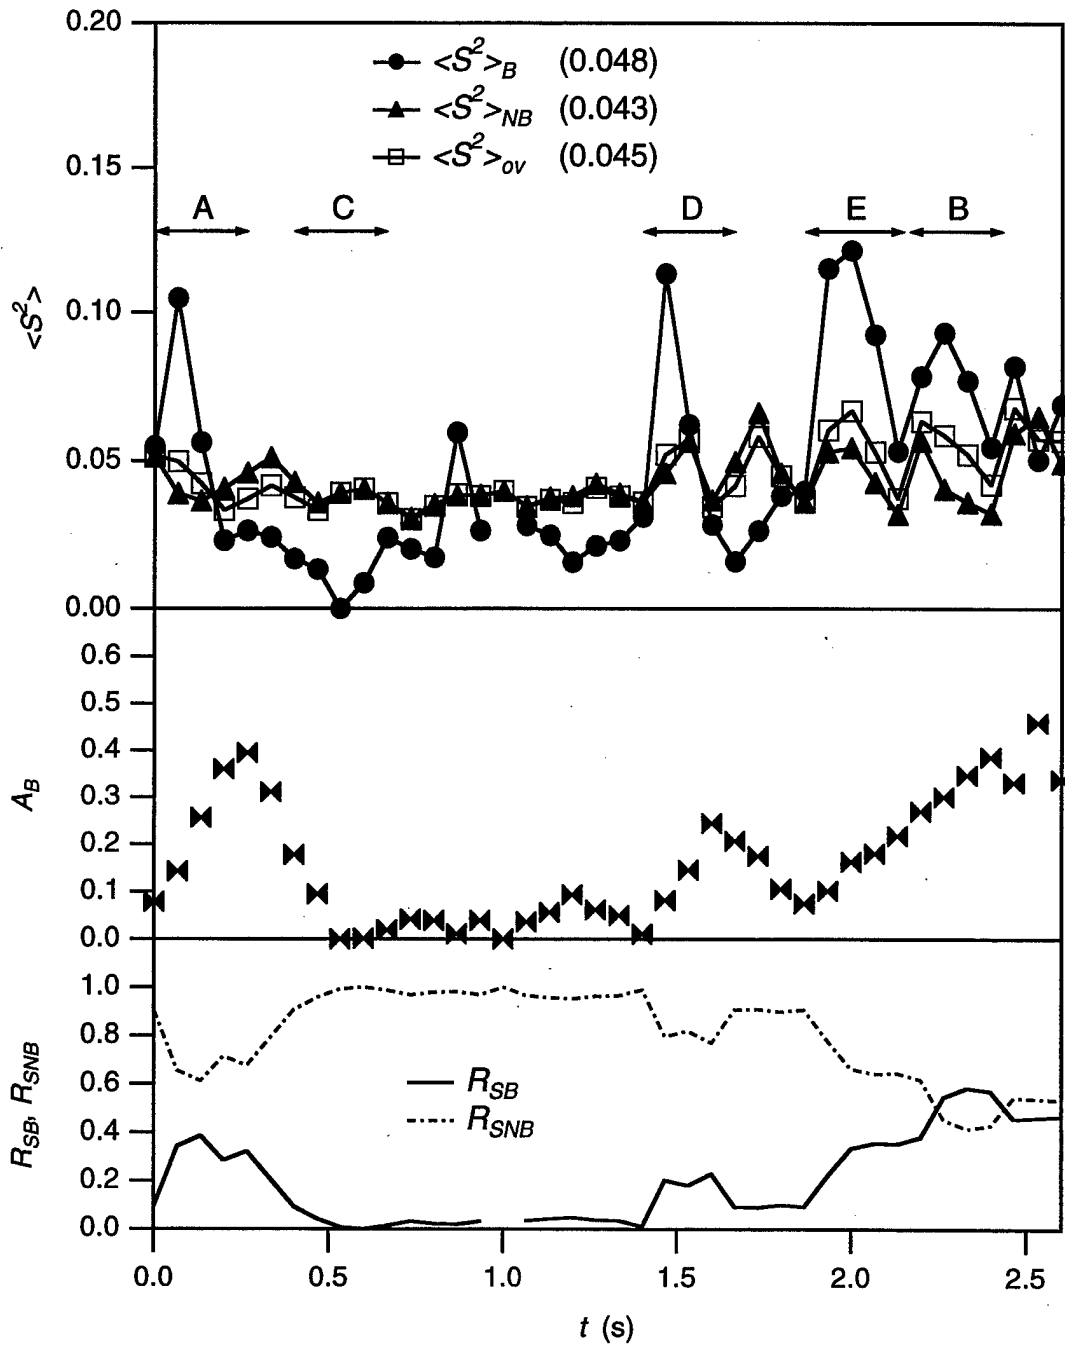 0.20
<S²>B (0.048)
<S²>NB (0.043)
<S²>ov (0.045)
0.15
A C D E B
0.10
<S²>
0.05
0.00
0.6
0.5
0.4
0.3
0.2
0.1
0.0
AB
1.0
0.8
0.6
0.4
0.2
0.0
RSB, RSNB
RSB
RSNB
0.0 0.5 1.0 1.5 2.0 2.5
t (s)